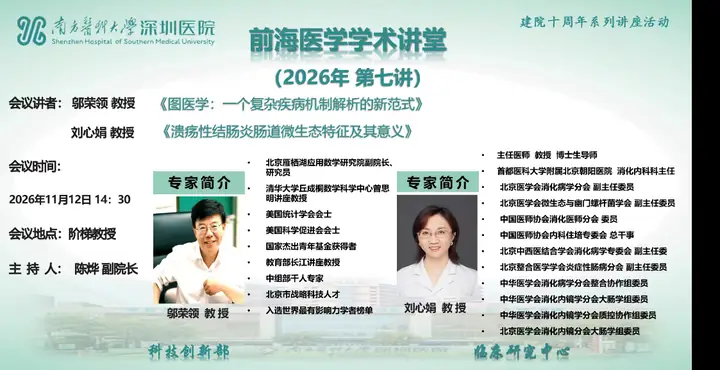 南方医科大学深圳医院
Shenzhen Hospital of Southern Medical University
建院十周年系列讲座活动
前海医学学术讲堂
(2026年 第七讲)
会议讲者： 邬荣领 教授 《图医学：一个复杂疾病机制解析的新范式》
刘心娟 教授 《溃疡性结肠炎肠道微生态特征及其意义》
会议时间：
2026年11月12日 14：30
会议地点：阶梯教授
主 持 人： 陈烨 副院长
专家简介
邬荣领 教授
• 北京雁栖湖应用数学研究院副院长、
研究员
• 清华大学丘成桐数学科学中心普思
明讲座教授
• 美国统计学会会士
• 美国科学促进会会士
• 国家杰出青年基金获得者
• 教育部长江讲座教授
• 中组部千人专家
• 北京市战略科技人才
• 入选世界最有影响力学者榜单
专家简介
刘心娟 教授
• 主任医师 教授 博士生导师
• 首都医科大学附属北京朝阳医院 消化内科科主任
• 北京医学会消化病学分会 副主任委员
• 北京医学会微生态与幽门螺杆菌学会 副主任委员
• 中国医师协会消化医师分会 委员
• 中国医师协会内科住培专委会 总干事
• 北京中西医结合学会消化病学专委会 副主任委
• 北京整合医学学会炎症性肠病分会 副主任委员
• 中华医学会消化病学分会整合协作组委员
• 中华医学会消化内镜学分会大肠学组委员
• 中华医学会消化内镜学分会质控协作组委员
• 北京医学会消化内镜分会大肠学组委员
科技创新部
临床研究中心